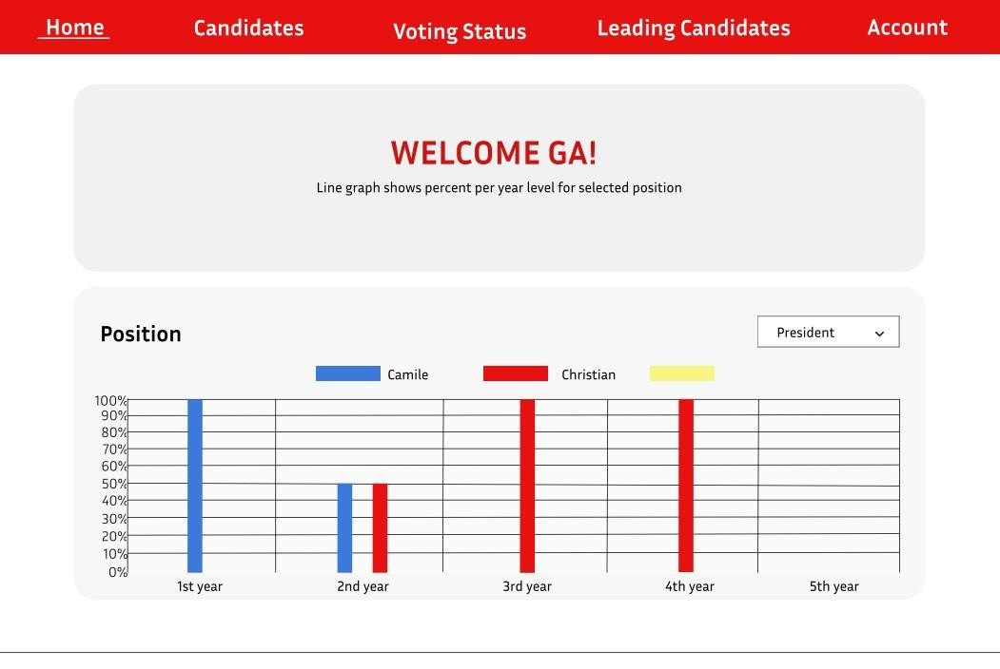 Home Candidates Voting Status Leading Candidates Account
WELCOME GA!
Line graph shows percent per year level for selected position
Position President
Camile Christian
100%
90%
80%
70%
60%
50%
40%
30%
20%
10%
0%
1st year 2nd year 3rd year 4th year 5th year